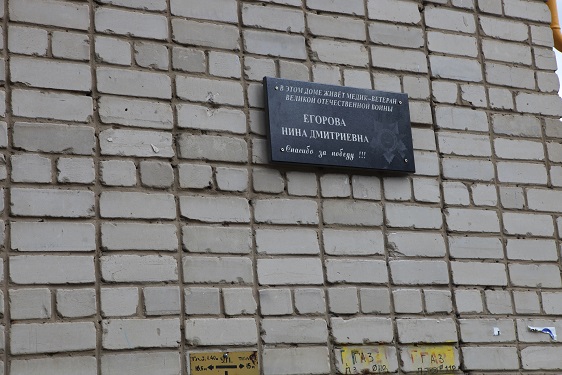 • В ЭТОМ ДОМЕ ЖИВЁТ МЕДИК-ВЕТЕРАН
ВЕЛИКОЙ ОТЕЧЕСТВЕННОЙ ВОЙНЫ
ЕГОРОВА
НИНА ДМИТРИЕВНА
• Спасибо за победу !!! •
ГАЗ
ГАЗ